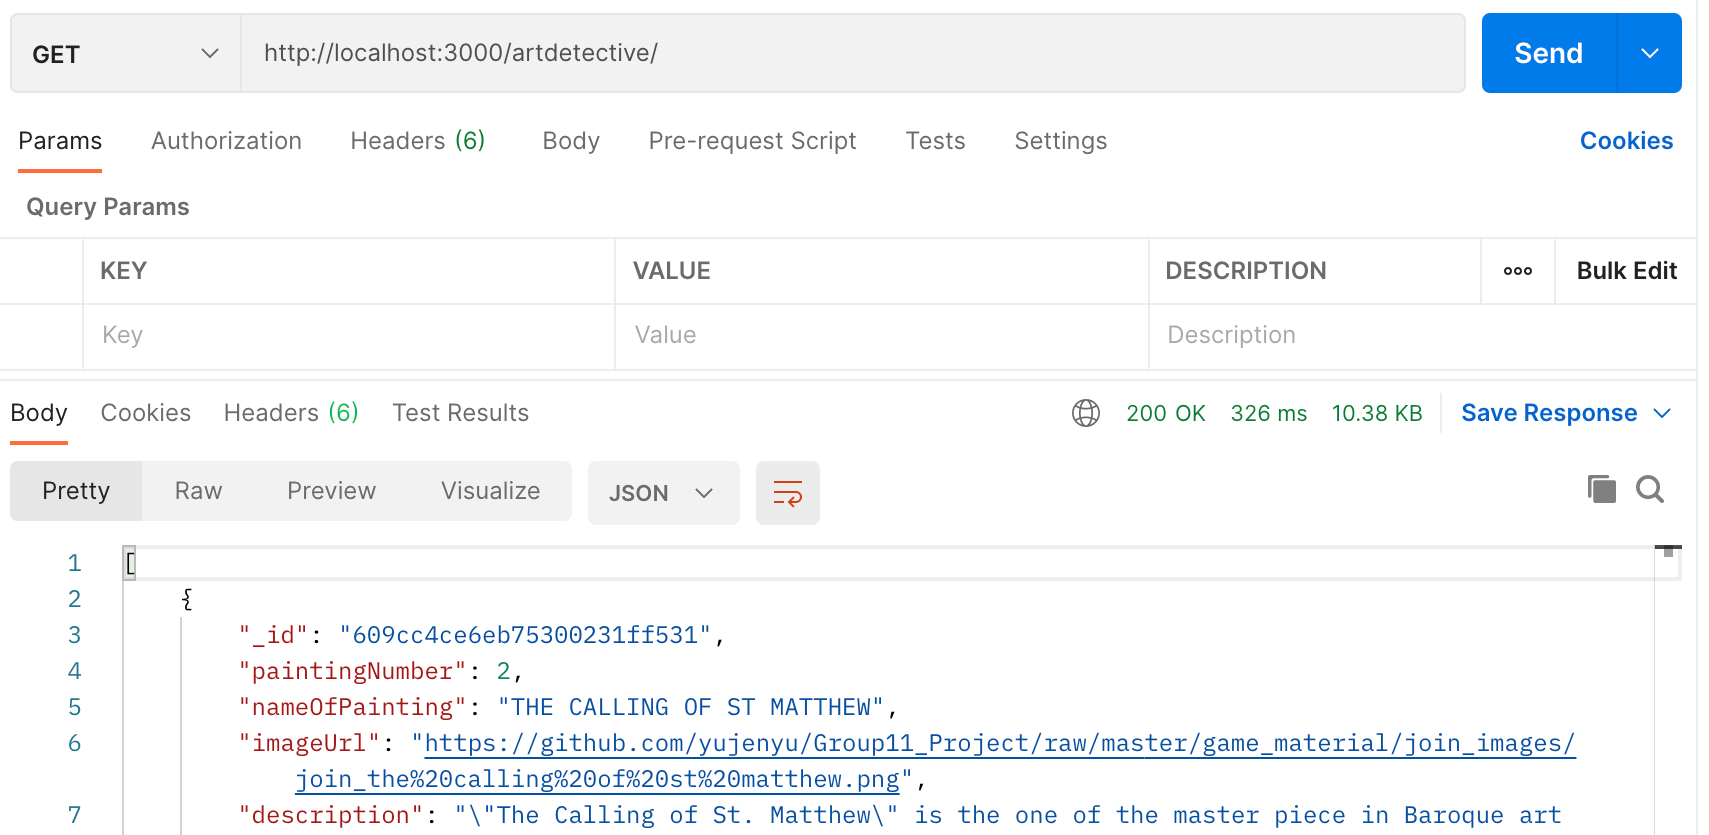 GET http://localhost:3000/artdetective/ Send
Params Authorization Headers (6) Body Pre-request Script Tests Settings Cookies
Query Params
KEY VALUE DESCRIPTION ooo Bulk Edit
Key Value Description
Body Cookies Headers (6) Test Results 200 OK 326 ms 10.38 KB Save Response
Pretty Raw Preview Visualize JSON
1 [
2 {
3 "_id": "609cc4ce6eb75300231ff531",
4 "paintingNumber": 2,
5 "nameOfPainting": "THE CALLING OF ST MATTHEW",
6 "imageUrl": "https://github.com/yujenyu/Group11_Project/raw/master/game_material/join_images/
join_the%20calling%20of%20st%20matthew.png",
7 "description": "\"The Calling of St. Matthew\" is the one of the master piece in Baroque art